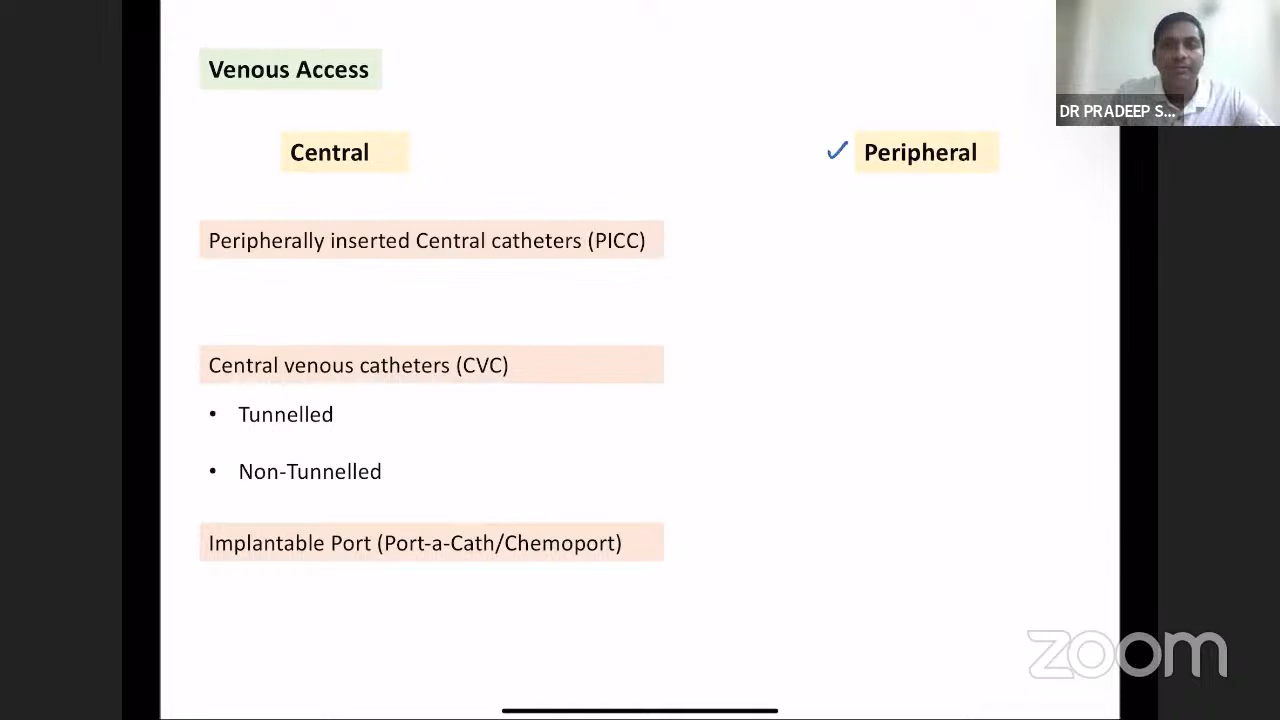 Venous Access
DR PRADEEP S...
Central
Peripheral
Peripherally inserted Central catheters (PICC)
Central venous catheters (CVC)
• Tunnelled
• Non-Tunnelled
Implantable Port (Port-a-Cath/Chemoport)
zoom